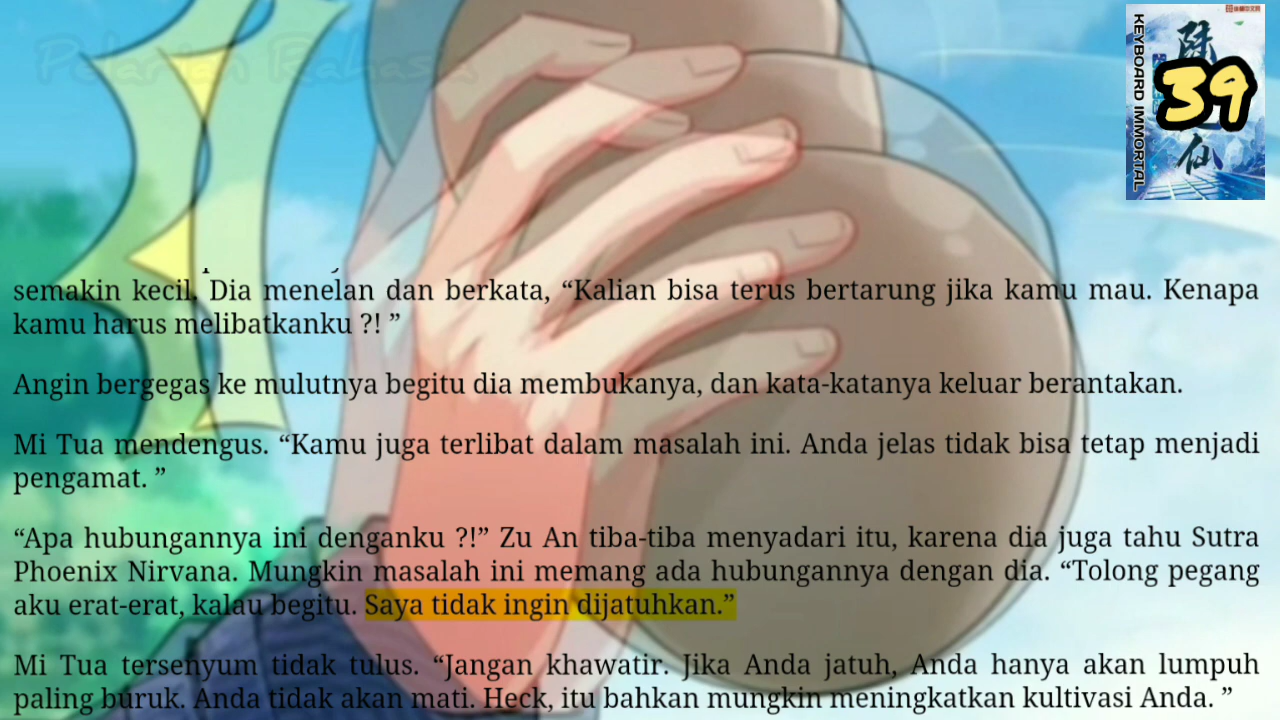 Pelarian Rahasia
KEYBOARD IMMORTAL
39
仙
semakin kecil. Dia menelan dan berkata, “Kalian bisa terus bertarung jika kamu mau. Kenapa
kamu harus melibatkanku ?! ”
Angin bergegas ke mulutnya begitu dia membukanya, dan kata-katanya keluar berantakan.
Mi Tua mendengus. “Kamu juga terlibat dalam masalah ini. Anda jelas tidak bisa tetap menjadi
pengamat. ”
“Apa hubungannya ini denganku ?!” Zu An tiba-tiba menyadari itu, karena dia juga tahu Sutra
Phoenix Nirvana. Mungkin masalah ini memang ada hubungannya dengan dia. “Tolong pegang
aku erat-erat, kalau begitu. Saya tidak ingin dijatuhkan.”
Mi Tua tersenyum tidak tulus. “Jangan khawatir. Jika Anda jatuh, Anda hanya akan lumpuh
paling buruk. Anda tidak akan mati. Heck, itu bahkan mungkin meningkatkan kultivasi Anda. ”